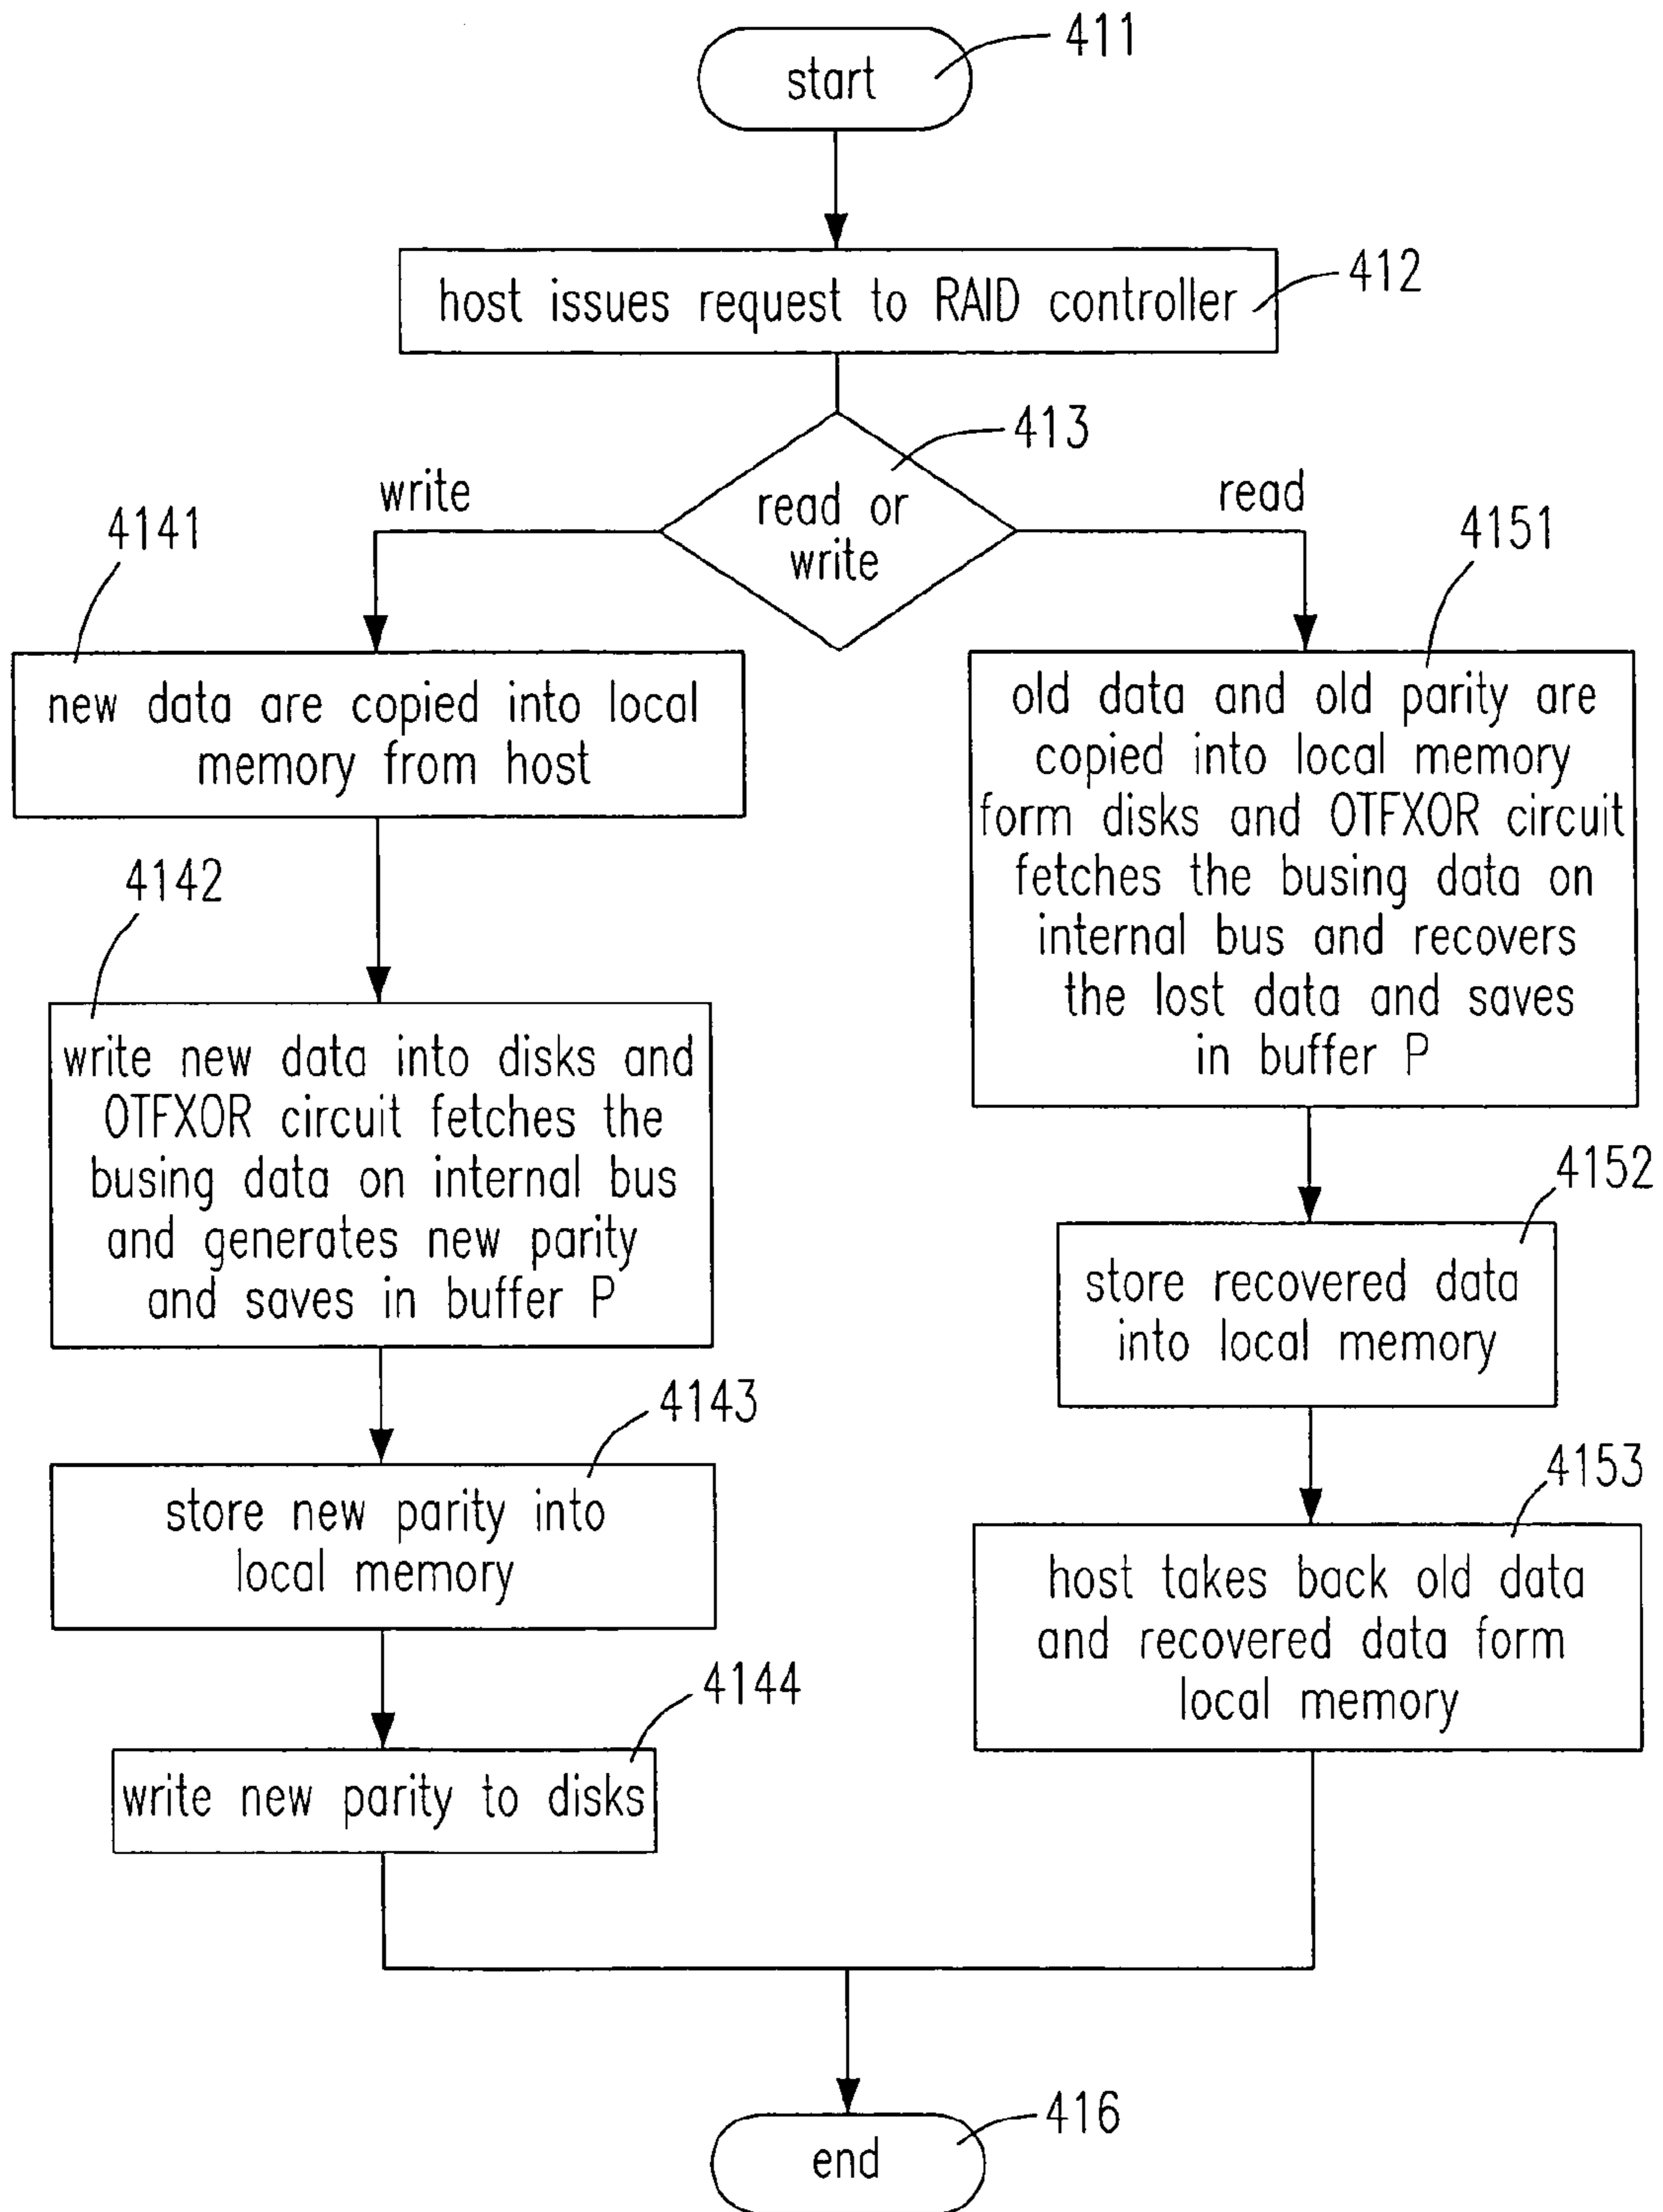 start
411
host issues request to RAID controller
412
413
read or
write
write
read
4141
new data are copied into local
memory from host
4142
write new data into disks and
OTFXOR circuit fetches the
busing data on internal bus
and generates new parity
and saves in buffer P
4143
store new parity into
local memory
4144
write new parity to disks
4151
old data and old parity are
copied into local memory
form disks and OTFXOR circuit
fetches the busing data on
internal bus and recovers
the lost data and saves
in buffer P
4152
store recovered data
into local memory
4153
host takes back old data
and recovered data form
local memory
416
end